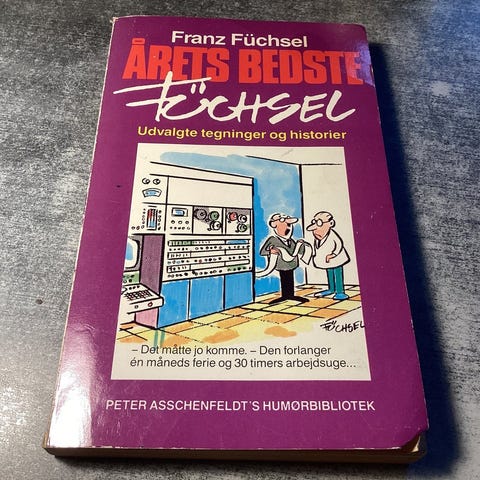 Franz Füchsel
ÅRETS BEDSTE
FÜCHSEL
Udvalgte tegninger og historier
FÜCHSEL
– Det måtte jo komme. – Den forlanger
én måneds ferie og 30 timers arbejdsuge...
PETER ASSCHENFELDT'S HUMØRBIBLIOTEK